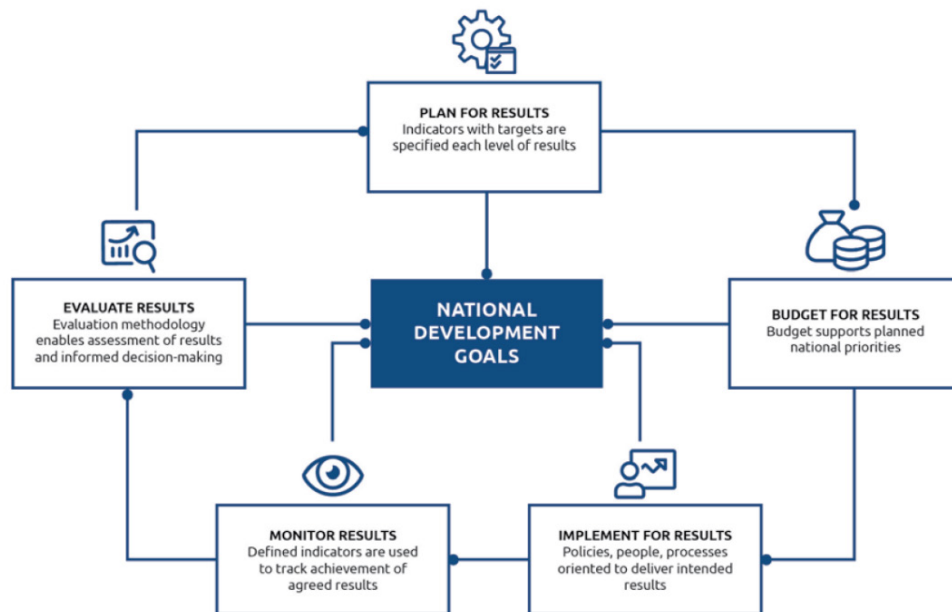 PLAN FOR RESULTS
Indicators with targets are
specified each level of results
EVALUATE RESULTS
Evaluation methodology
enables assessment of results
and informed decision-making
NATIONAL
DEVELOPMENT
GOALS
BUDGET FOR RESULTS
Budget supports planned
national priorities
MONITOR RESULTS
Defined indicators are used
to track achievement of
agreed results
IMPLEMENT FOR RESULTS
Policies, people, processes
oriented to deliver intended
results